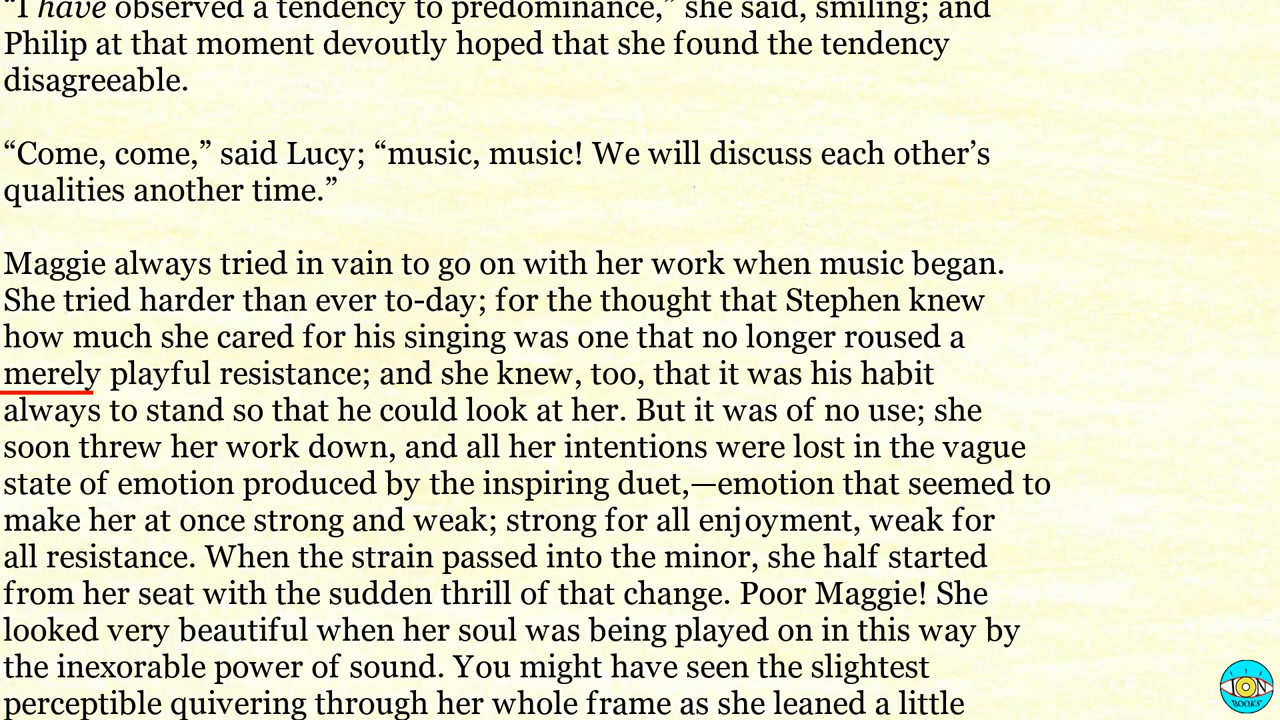 “I have observed a tendency to predominance,” she said, smiling; and
Philip at that moment devoutly hoped that she found the tendency
disagreeable.
“Come, come,” said Lucy; “music, music! We will discuss each other’s
qualities another time.”
Maggie always tried in vain to go on with her work when music began.
She tried harder than ever to-day; for the thought that Stephen knew
how much she cared for his singing was one that no longer roused a
merely playful resistance; and she knew, too, that it was his habit
always to stand so that he could look at her. But it was of no use; she
soon threw her work down, and all her intentions were lost in the vague
state of emotion produced by the inspiring duet,—emotion that seemed to
make her at once strong and weak; strong for all enjoyment, weak for
all resistance. When the strain passed into the minor, she half started
from her seat with the sudden thrill of that change. Poor Maggie! She
looked very beautiful when her soul was being played on in this way by
the inexorable power of sound. You might have seen the slightest
perceptible quivering through her whole frame as she leaned a little
ION
BOOKS